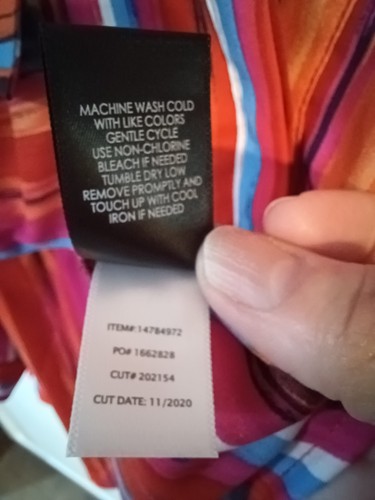 MACHINE WASH COLD
WITH LIKE COLORS
GENTLE CYCLE
USE NON-CHLORINE
BLEACH IF NEEDED
TUMBLE DRY LOW
REMOVE PROMPTLY AND
TOUCH UP WITH COOL
IRON IF NEEDED
ITEM#:14784972
PO# 1662828
CUT# 202154
CUT DATE: 11/2020